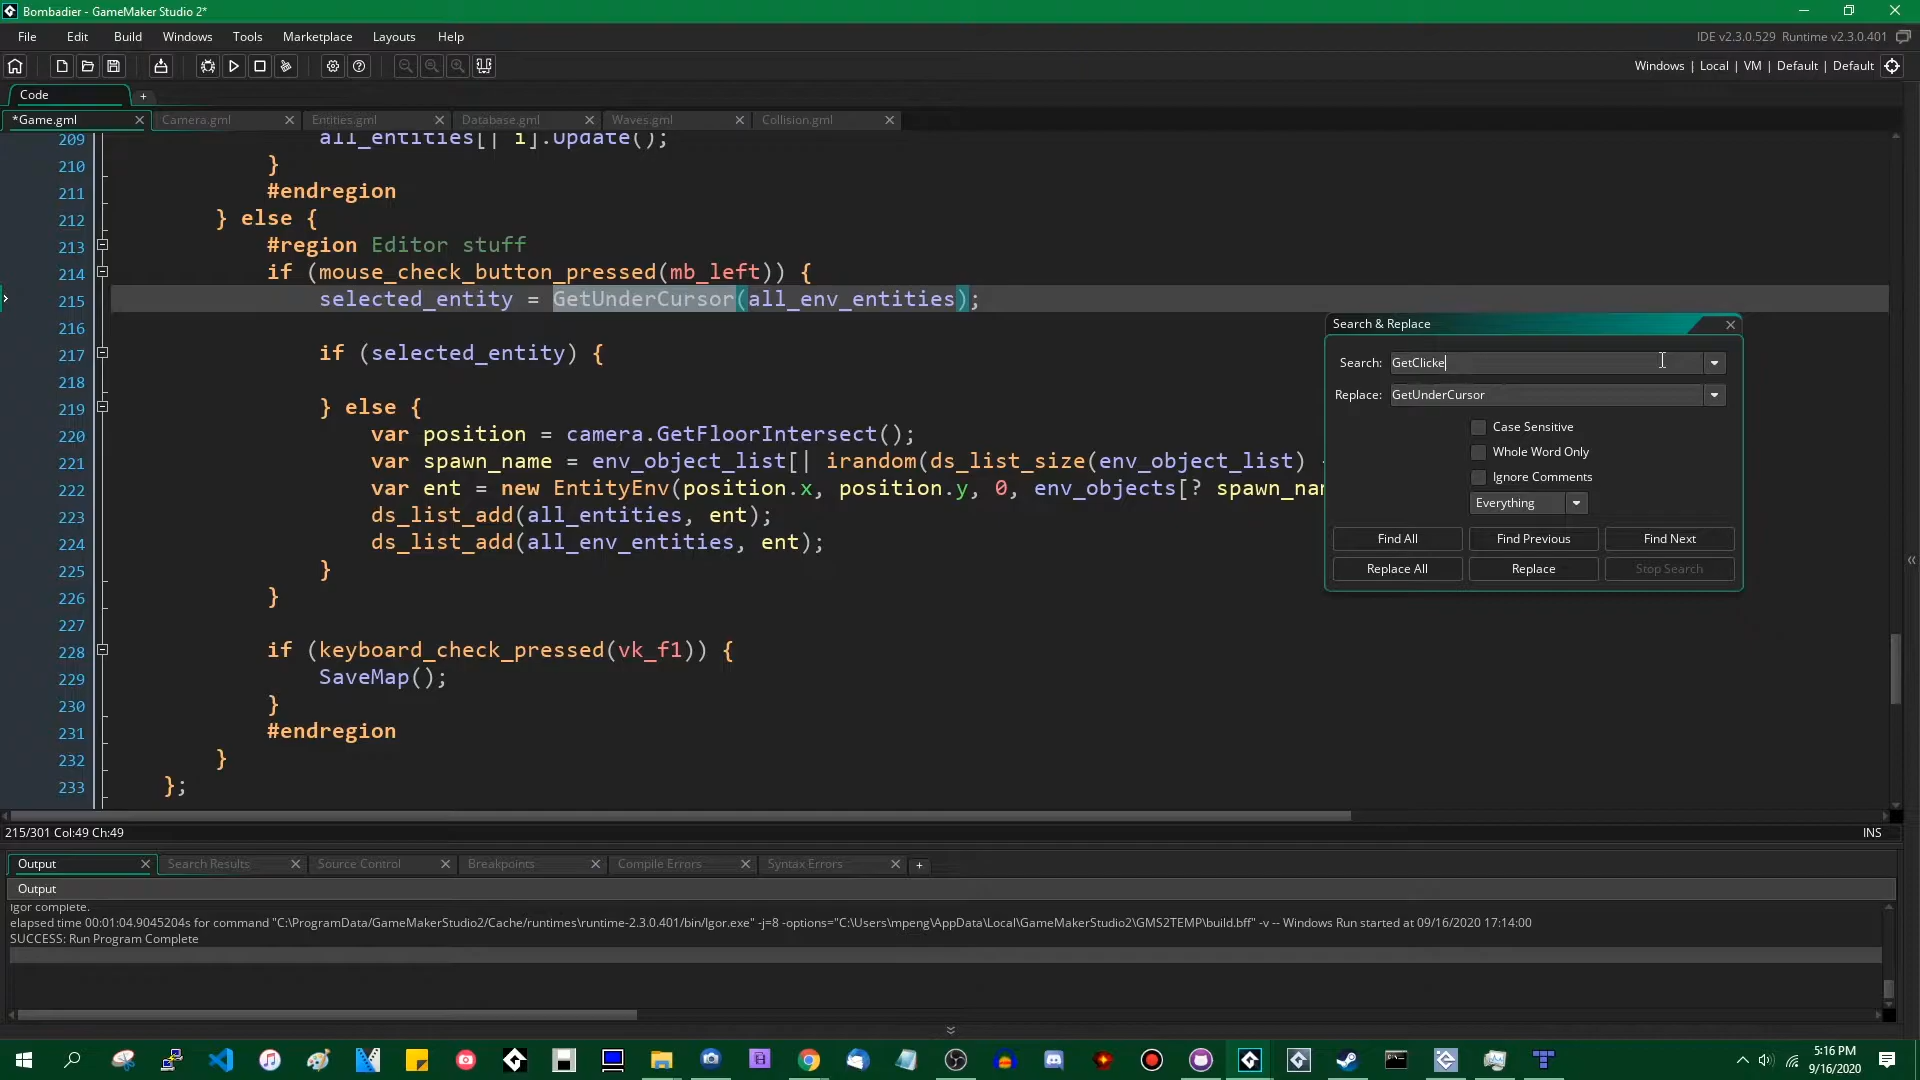 Bombadier - GameMaker Studio 2*
File Edit Build Windows Tools Marketplace Layouts Help
IDE v2.3.0.529 Runtime v2.3.0.401
Windows | Local | VM | Default | Default
Code
*Game.gml Camera.gml Entities.gml Database.gml Waves.gml Collision.gml
209 all_entities[| i].Update();
210 }
211 #endregion
212 } else {
213 #region Editor stuff
214 if (mouse_check_button_pressed(mb_left)) {
215 selected_entity = GetUnderCursor(all_env_entities);
216
217 if (selected_entity) {
218
219 } else {
220 var position = camera.GetFloorIntersect();
221 var spawn_name = env_object_list[| irandom(ds_list_size(env_object_list)
222 var ent = new EntityEnv(position.x, position.y, 0, env_objects[? spawn_nam
223 ds_list_add(all_entities, ent);
224 ds_list_add(all_env_entities, ent);
225 }
226 }
227
228 if (keyboard_check_pressed(vk_f1)) {
229 SaveMap();
230 }
231 #endregion
232 }
233 };
Search & Replace
Search: GetClicke
Replace: GetUnderCursor
Case Sensitive
Whole Word Only
Ignore Comments
Everything
Find All Find Previous Find Next
Replace All Replace Stop Search
215/301 Col:49 Ch:49 INS
Output Search Results Source Control Breakpoints Compile Errors Syntax Errors
Output
Igor complete.
elapsed time 00:01:04.9045204s for command "C:\ProgramData/GameMakerStudio2/Cache/runtimes\runtime-2.3.0.401/bin/Igor.exe" -j=8 -options="C:\Users\mpeng\AppData\Local\GameMakerStudio2\GMS2TEMP\build.bff" -v -- Windows Run started at 09/16/2020 17:14:00
SUCCESS: Run Program Complete
5:16 PM
9/16/2020